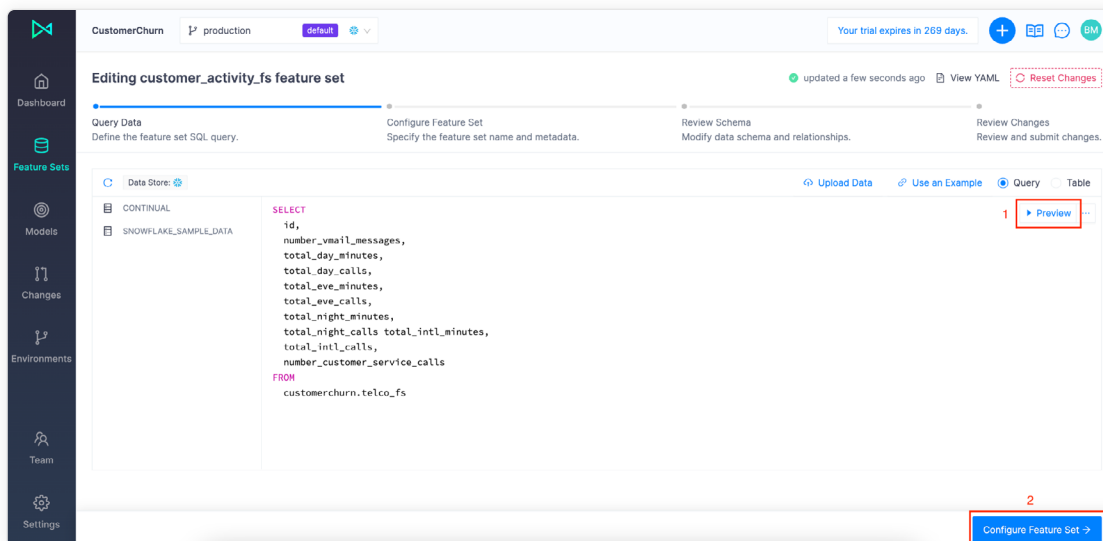 CustomerChurn production default Your trial expires in 269 days. BM
Editing customer_activity_fs feature set updated a few seconds ago View YAML Reset Changes
Dashboard
Query Data Configure Feature Set Review Schema Review Changes
Define the feature set SQL query. Specify the feature set name and metadata. Modify data schema and relationships. Review and submit changes.
Feature Sets
Data Store: Upload Data Use an Example Query Table
CONTINUAL
SNOWFLAKE_SAMPLE_DATA
1 Preview ...
SELECT
id,
number_vmail_messages,
total_day_minutes,
total_day_calls,
total_eve_minutes,
total_eve_calls,
total_night_minutes,
total_night_calls total_intl_minutes,
total_intl_calls,
number_customer_service_calls
FROM
customerchurn.telco_fs
Models
Changes
Environments
Team
Settings
2
Configure Feature Set →